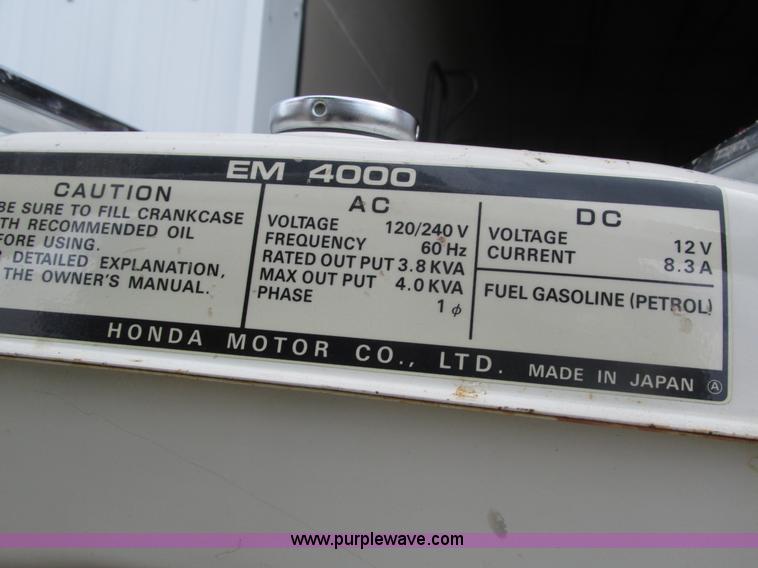 EM 4000
CAUTION
BE SURE TO FILL CRANKCASE
WITH RECOMMENDED OIL
BEFORE USING.
DETAILED EXPLANATION,
THE OWNER'S MANUAL.
AC
VOLTAGE 120/240 V
FREQUENCY 60 Hz
RATED OUT PUT 3.8 KVA
MAX OUT PUT 4.0 KVA
PHASE 1 ϕ
DC
VOLTAGE 12 V
CURRENT 8.3 A
FUEL GASOLINE (PETROL)
HONDA MOTOR CO., LTD. MADE IN JAPAN Ⓐ
www.purplewave.com